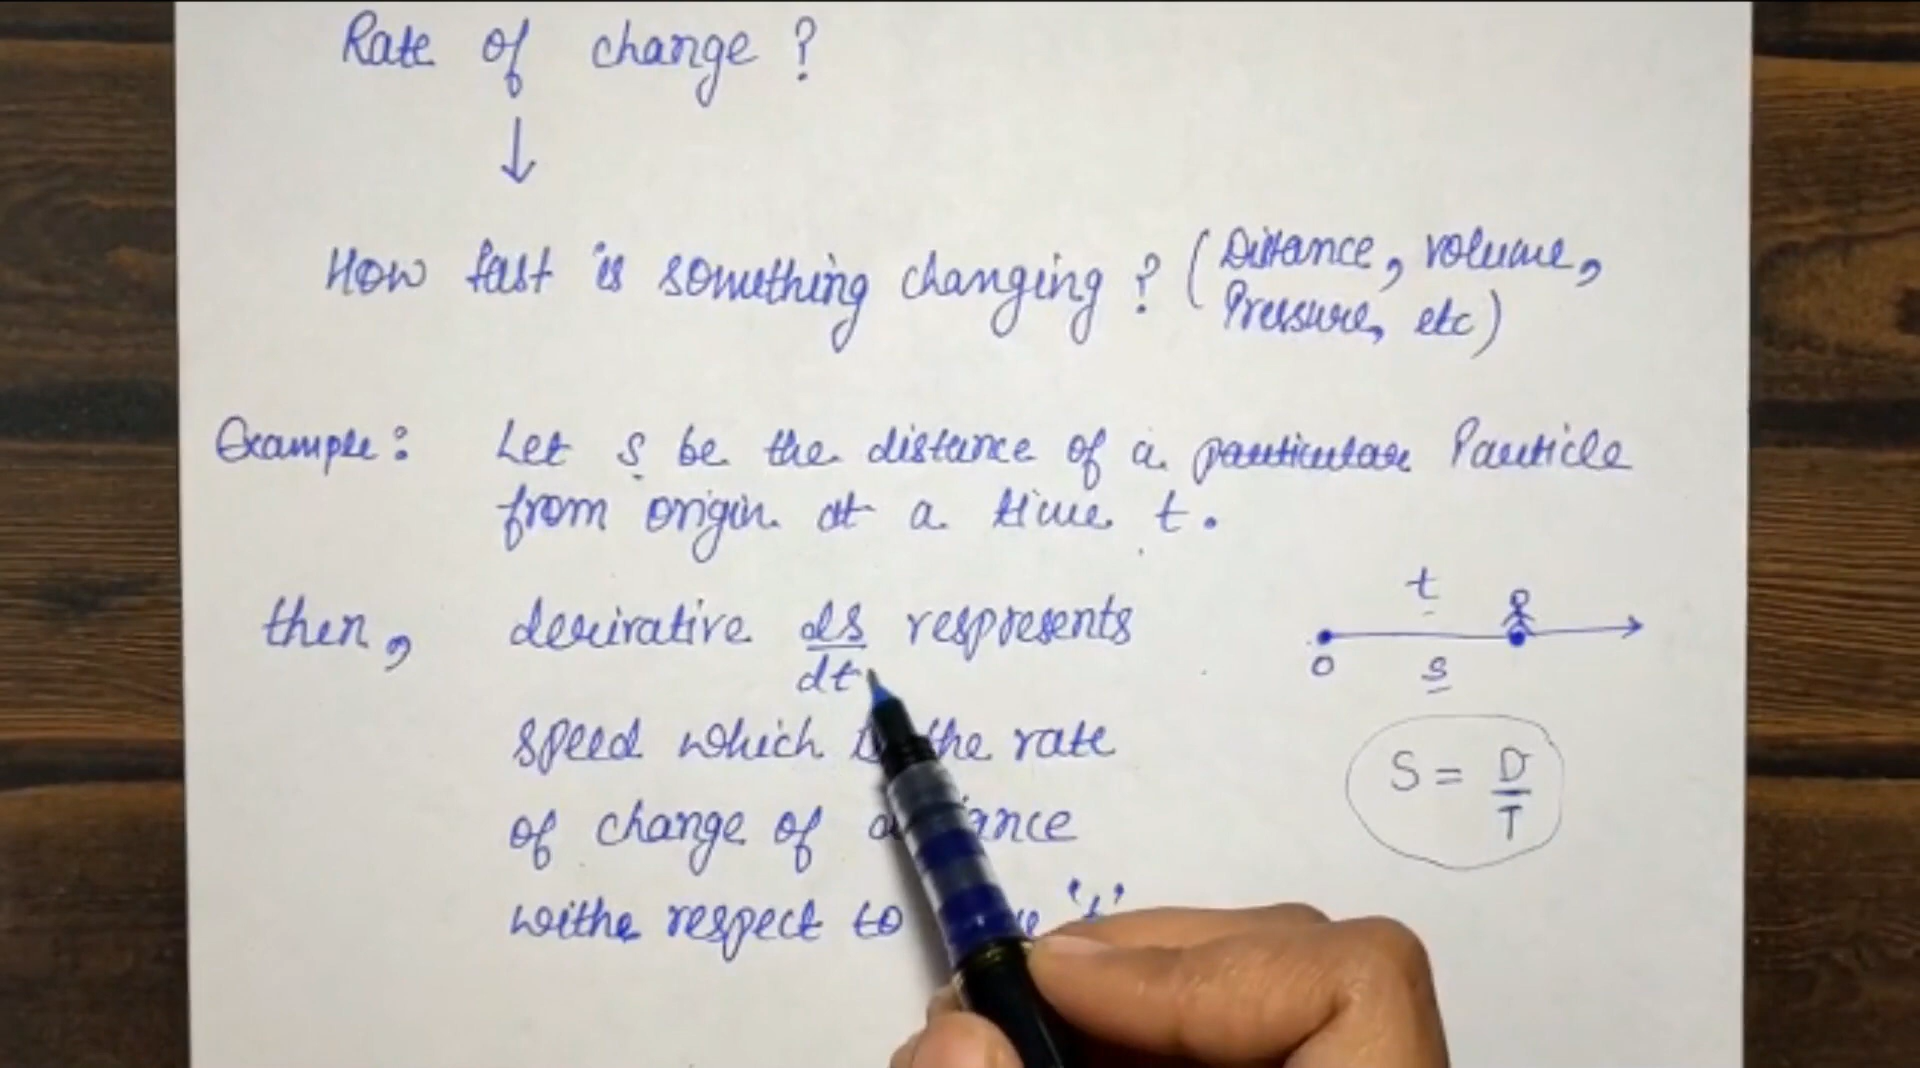 Rate of change ?
↓
How fast is something changing ? (Distance, volume,
Pressure, etc)
Example : Let s be the distance of a particular Particle
from origin at a time t.
then, derivative ds/dt respresents
speed which the rate
of change of
withe respect to 't'
t
O s
S = D/T